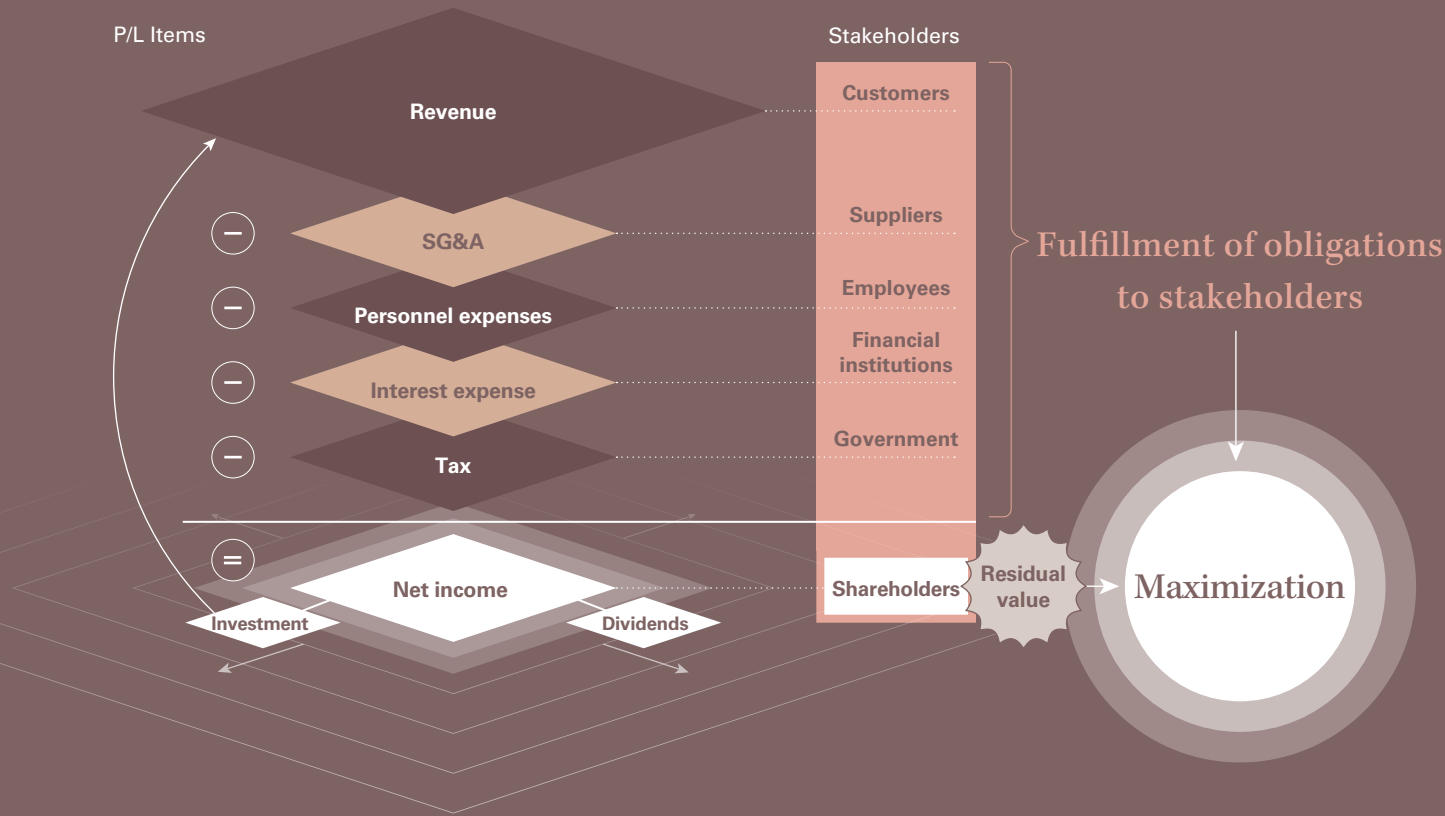 P/L Items
Stakeholders
Revenue
Customers
−
SG&A
Suppliers
−
Personnel expenses
Employees
−
Interest expense
Financial
institutions
−
Tax
Government
Fulfillment of obligations
to stakeholders
=
Net income
Investment
Dividends
Shareholders
Residual
value
Maximization